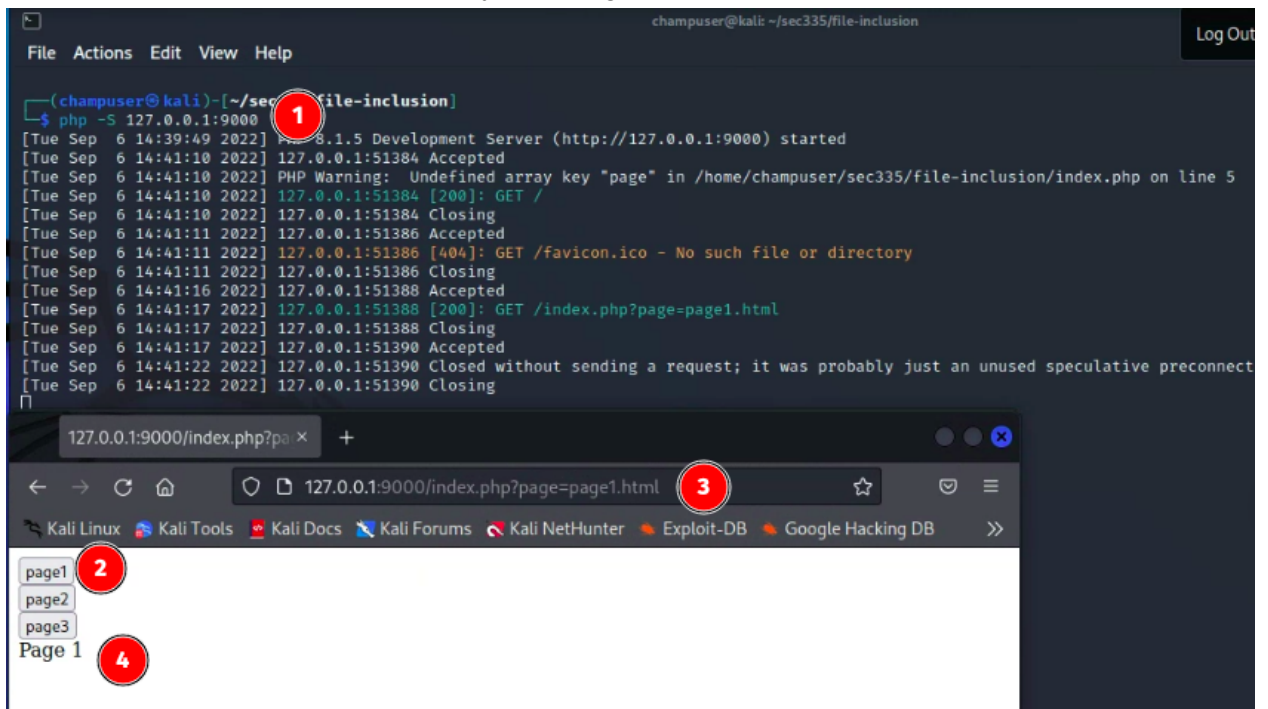 champuser@kali: ~/sec335/file-inclusion
Log Out
File Actions Edit View Help
┌──(champuser㉿kali)-[~/sec file-inclusion]
└─$ php -S 127.0.0.1:9000
1
[Tue Sep 6 14:39:49 2022] 8.1.5 Development Server (http://127.0.0.1:9000) started
[Tue Sep 6 14:41:10 2022] 127.0.0.1:51384 Accepted
[Tue Sep 6 14:41:10 2022] PHP Warning: Undefined array key "page" in /home/champuser/sec335/file-inclusion/index.php on line 5
[Tue Sep 6 14:41:10 2022] 127.0.0.1:51384 [200]: GET /
[Tue Sep 6 14:41:10 2022] 127.0.0.1:51384 Closing
[Tue Sep 6 14:41:11 2022] 127.0.0.1:51386 Accepted
[Tue Sep 6 14:41:11 2022] 127.0.0.1:51386 [404]: GET /favicon.ico - No such file or directory
[Tue Sep 6 14:41:11 2022] 127.0.0.1:51386 Closing
[Tue Sep 6 14:41:16 2022] 127.0.0.1:51388 Accepted
[Tue Sep 6 14:41:17 2022] 127.0.0.1:51388 [200]: GET /index.php?page=page1.html
[Tue Sep 6 14:41:17 2022] 127.0.0.1:51388 Closing
[Tue Sep 6 14:41:17 2022] 127.0.0.1:51390 Accepted
[Tue Sep 6 14:41:22 2022] 127.0.0.1:51390 Closed without sending a request; it was probably just an unused speculative preconnect
[Tue Sep 6 14:41:22 2022] 127.0.0.1:51390 Closing
127.0.0.1:9000/index.php?pa
127.0.0.1:9000/index.php?page=page1.html
3
Kali Linux Kali Tools Kali Docs Kali Forums Kali NetHunter Exploit-DB Google Hacking DB
page1
2
page2
page3
Page 1
4